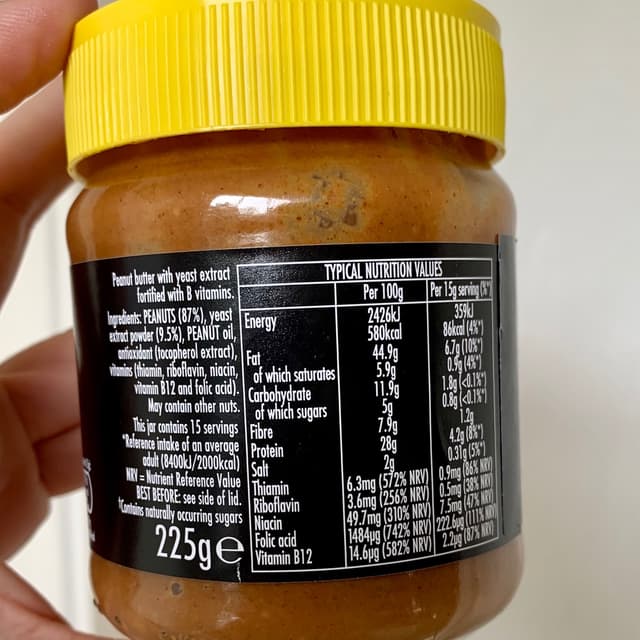 Peanut butter with yeast extract
fortified with B vitamins.
Ingredients: PEANUTS (87%), yeast
extract powder (9.5%), PEANUT oil,
antioxidant (tocopherol extract),
vitamins (thiamin, riboflavin, niacin,
vitamin B12 and folic acid).
May contain other nuts.
This jar contains 15 servings
*Reference intake of an average
adult (8400kJ/2000kcal)
NRV = Nutrient Reference Value
BEST BEFORE: see side of lid.
*Contains naturally occurring sugars
225g e
TYPICAL NUTRITION VALUES
Per 100g Per 15g serving (%*)
Energy 2426kJ 359kJ
580kcal 86kcal (4%*)
Fat 44.9g 6.7g (10%*)
of which saturates 5.9g 0.9g (4%*)
Carbohydrate 11.9g 1.8g (<0.1%*)
of which sugars 5g 0.8g (<0.1%*)
Fibre 7.9g 1.2g
Protein 28g 4.2g (8%*)
Salt 2g 0.31g (5%*)
Thiamin 6.3mg (572% NRV) 0.9mg (86% NRV)
Riboflavin 3.6mg (256% NRV) 0.5mg (38% NRV)
Niacin 49.7mg (310% NRV) 7.5mg (47% NRV)
Folic acid 1484µg (742% NRV) 222.6µg (111% NRV)
Vitamin B12 14.6µg (582% NRV) 2.2µg (87% NRV)